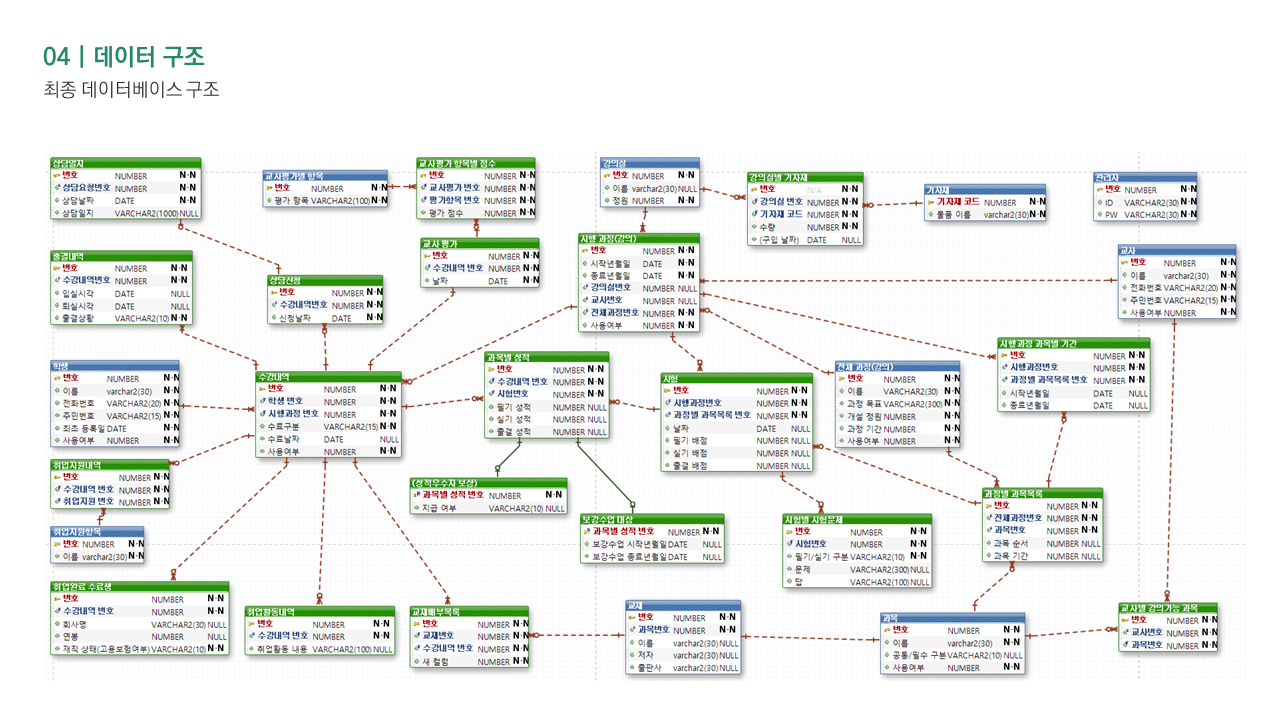 04 | 데이터 구조
최종 데이터베이스 구조
상담일지
번호 NUMBER N-N
상담요청번호 NUMBER N-N
상담날짜 DATE N-N
상담일지 VARCHAR2(1000) NULL
교사평가별 항목
번호 NUMBER N-N
평가 항목 VARCHAR2(100) N-N
교사평가 항목별 점수
번호 NUMBER N-N
교사평가 번호 NUMBER N-N
평가항목 번호 NUMBER N-N
평가 점수 NUMBER N-N
강의실
번호 NUMBER N-N
이름 varchar2(30) NULL
정원 NUMBER N-N
강의실별 기자재
번호 N/A N-N
강의실 번호 NUMBER N-N
기자재 코드 NUMBER N-N
수량 NUMBER N-N
(구입 날짜) DATE NULL
기자재
기자재 코드 NUMBER N-N
물품 이름 varchar2(30) N-N
관리자
번호 NUMBER N-N
ID VARCHAR2(30) N-N
PW VARCHAR2(30) N-N
출결내역
번호 NUMBER N-N
수강내역번호 NUMBER N-N
입실시각 DATE NULL
퇴실시각 DATE NULL
출결상황 VARCHAR2(10) N-N
상담신청
번호 NUMBER N-N
수강내역번호 NUMBER N-N
신청날짜 DATE N-N
교사 평가
번호 NUMBER N-N
수강내역 번호 NUMBER N-N
날짜 DATE N-N
시행 과정(강의)
번호 NUMBER N-N
시작년월일 DATE N-N
종료년월일 DATE N-N
강의실번호 NUMBER NULL
교사번호 NUMBER NULL
전체과정번호 NUMBER N-N
사용여부 NUMBER N-N
교사
번호 NUMBER N-N
이름 varchar2(30) N-N
전화번호 VARCHAR2(20) N-N
주민번호 VARCHAR2(15) N-N
사용여부 NUMBER N-N
학생
번호 NUMBER N-N
이름 varchar2(30) N-N
전화번호 VARCHAR2(20) N-N
주민번호 VARCHAR2(15) N-N
최초 등록일 DATE N-N
사용여부 NUMBER N-N
수강내역
번호 NUMBER N-N
학생 번호 NUMBER N-N
시행과정 번호 NUMBER N-N
수료구분 VARCHAR2(15) N-N
수료날짜 DATE NULL
사용여부 NUMBER N-N
과목별 성적
번호 NUMBER N-N
수강내역 번호 NUMBER N-N
시험번호 NUMBER N-N
필기 성적 NUMBER NULL
실기 성적 NUMBER NULL
출결 성적 NUMBER NULL
시험
번호 NUMBER N-N
시행과정번호 NUMBER N-N
과정별 과목목록 번호 NUMBER N-N
날짜 DATE NULL
필기 배점 NUMBER NULL
실기 배점 NUMBER NULL
출결 배점 NUMBER NULL
전체 과정(강의)
번호 NUMBER N-N
이름 VARCHAR2(30) N-N
과정 목표 VARCHAR2(300) N-N
개설 정원 NUMBER N-N
과정 기간 NUMBER N-N
사용여부 NUMBER N-N
시행과정 과목별 기간
번호 NUMBER N-N
시행과정번호 NUMBER N-N
과정별 과목목록 번호 NUMBER N-N
시작년월일 DATE NULL
종료년월일 DATE NULL
취업지원내역
번호 NUMBER N-N
수강내역 번호 NUMBER N-N
취업지원 번호 NUMBER N-N
(성적우수자 보상)
과목별 성적 번호 NUMBER N-N
지급 여부 VARCHAR2(10) NULL
보강수업 대상
과목별 성적 번호 NUMBER N-N
보강수업 시작년월일 DATE NULL
보강수업 종료년월일 DATE NULL
시험별 시험문제
번호 NUMBER N-N
시험번호 NUMBER N-N
필기/실기 구분 VARCHAR2(10) N-N
문제 VARCHAR2(300) NULL
답 VARCHAR2(100) NULL
과정별 과목목록
번호 NUMBER N-N
전체과정번호 NUMBER N-N
과목번호 NUMBER N-N
과목 순서 NUMBER NULL
과목 기간 NUMBER NULL
취업지원항목
번호 NUMBER N-N
이름 varchar2(30) N-N
취업완료 수료생
번호 NUMBER N-N
수강내역 번호 NUMBER N-N
회사명 VARCHAR2(30) NULL
연봉 NUMBER NULL
재직 상태(고용보험여부) VARCHAR2(10) N-N
취업활동내역
번호 NUMBER N-N
수강내역 번호 NUMBER N-N
취업활동 내용 VARCHAR2(100) NULL
교재배부목록
번호 NUMBER N-N
교재번호 NUMBER N-N
수강내역 번호 NUMBER N-N
새 컬럼 NUMBER N-N
교재
번호 NUMBER N-N
과목번호 NUMBER N-N
이름 varchar2(30) NULL
저자 varchar2(30) NULL
출판사 varchar2(30) NULL
과목
번호 NUMBER N-N
이름 varchar2(30) N-N
공통/필수 구분 VARCHAR2(10) NULL
사용여부 NUMBER N-N
교사별 강의가능 과목
번호 NUMBER N-N
교사번호 NUMBER N-N
과목번호 NUMBER N-N